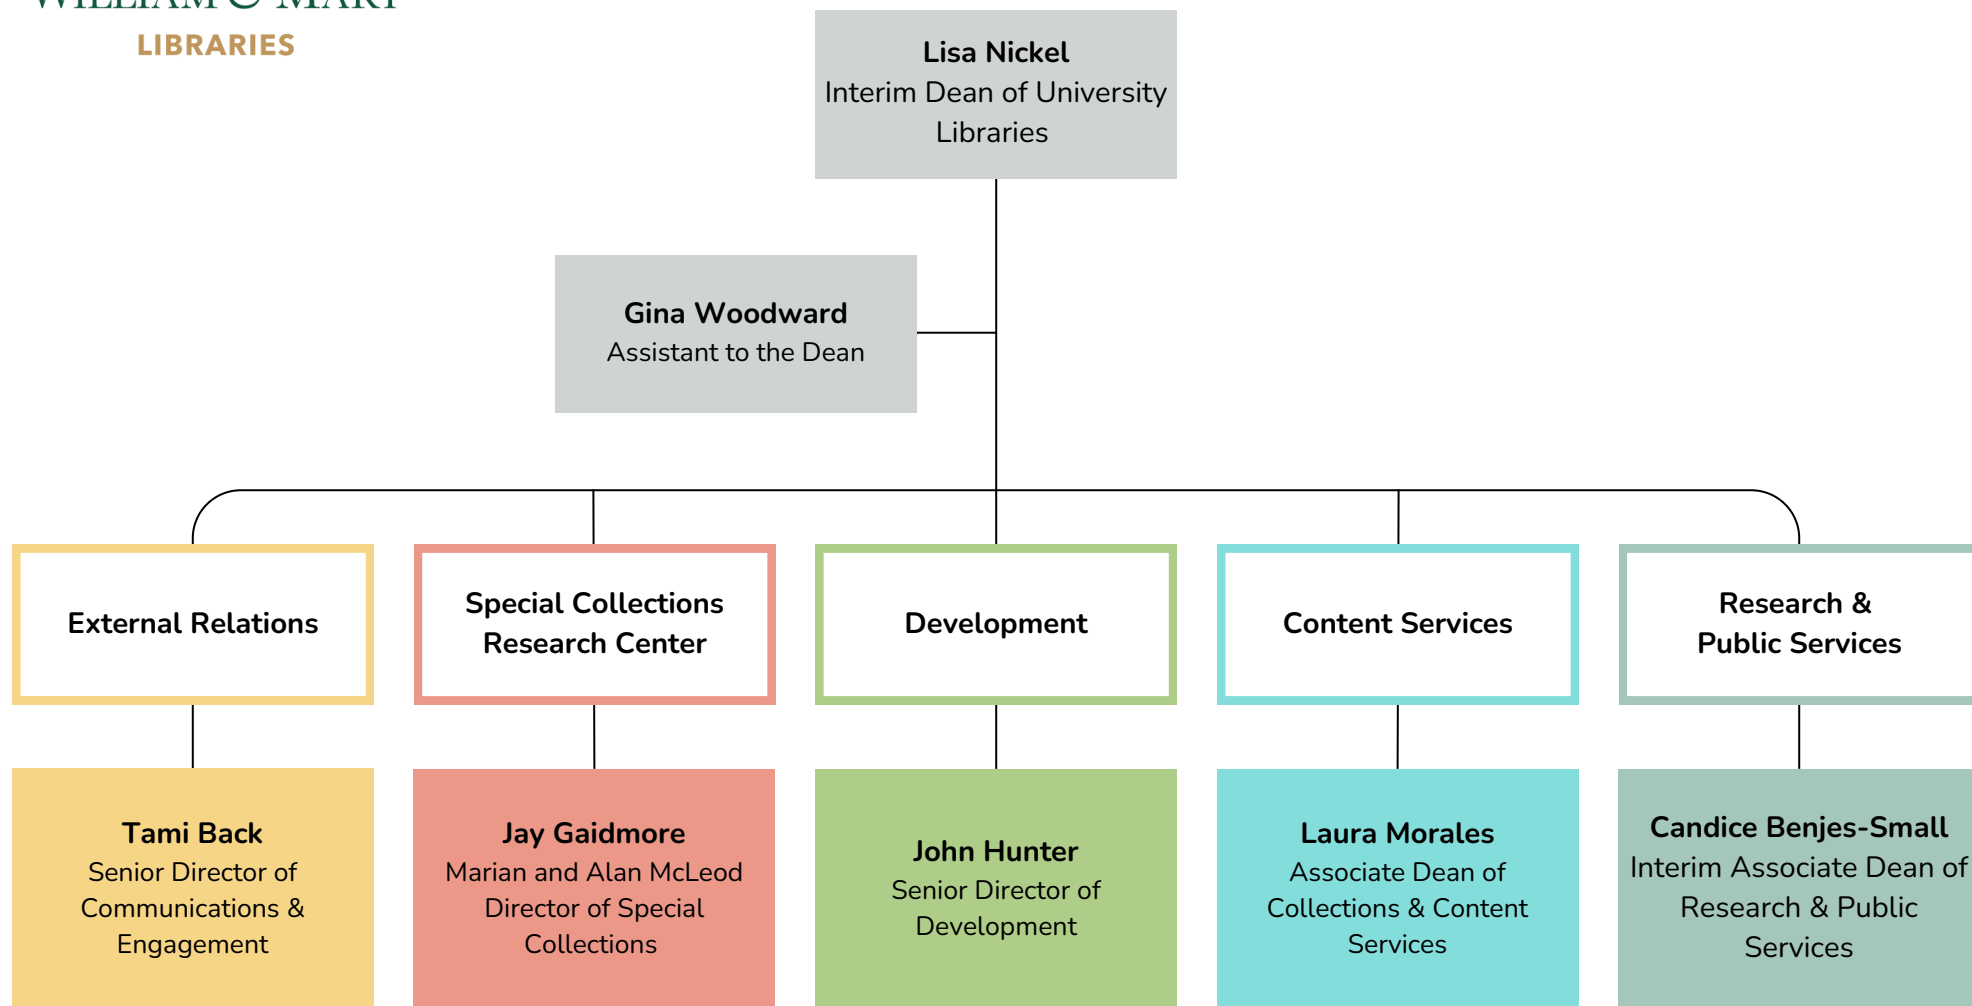 WILLIAM & MARY
LIBRARIES
Lisa Nickel
Interim Dean of University
Libraries
Gina Woodward
Assistant to the Dean
External Relations
Special Collections
Research Center
Development
Content Services
Research &
Public Services
Tami Back
Senior Director of
Communications &
Engagement
Jay Gaidmore
Marian and Alan McLeod
Director of Special
Collections
John Hunter
Senior Director of
Development
Laura Morales
Associate Dean of
Collections & Content
Services
Candice Benjes-Small
Interim Associate Dean of
Research & Public
Services